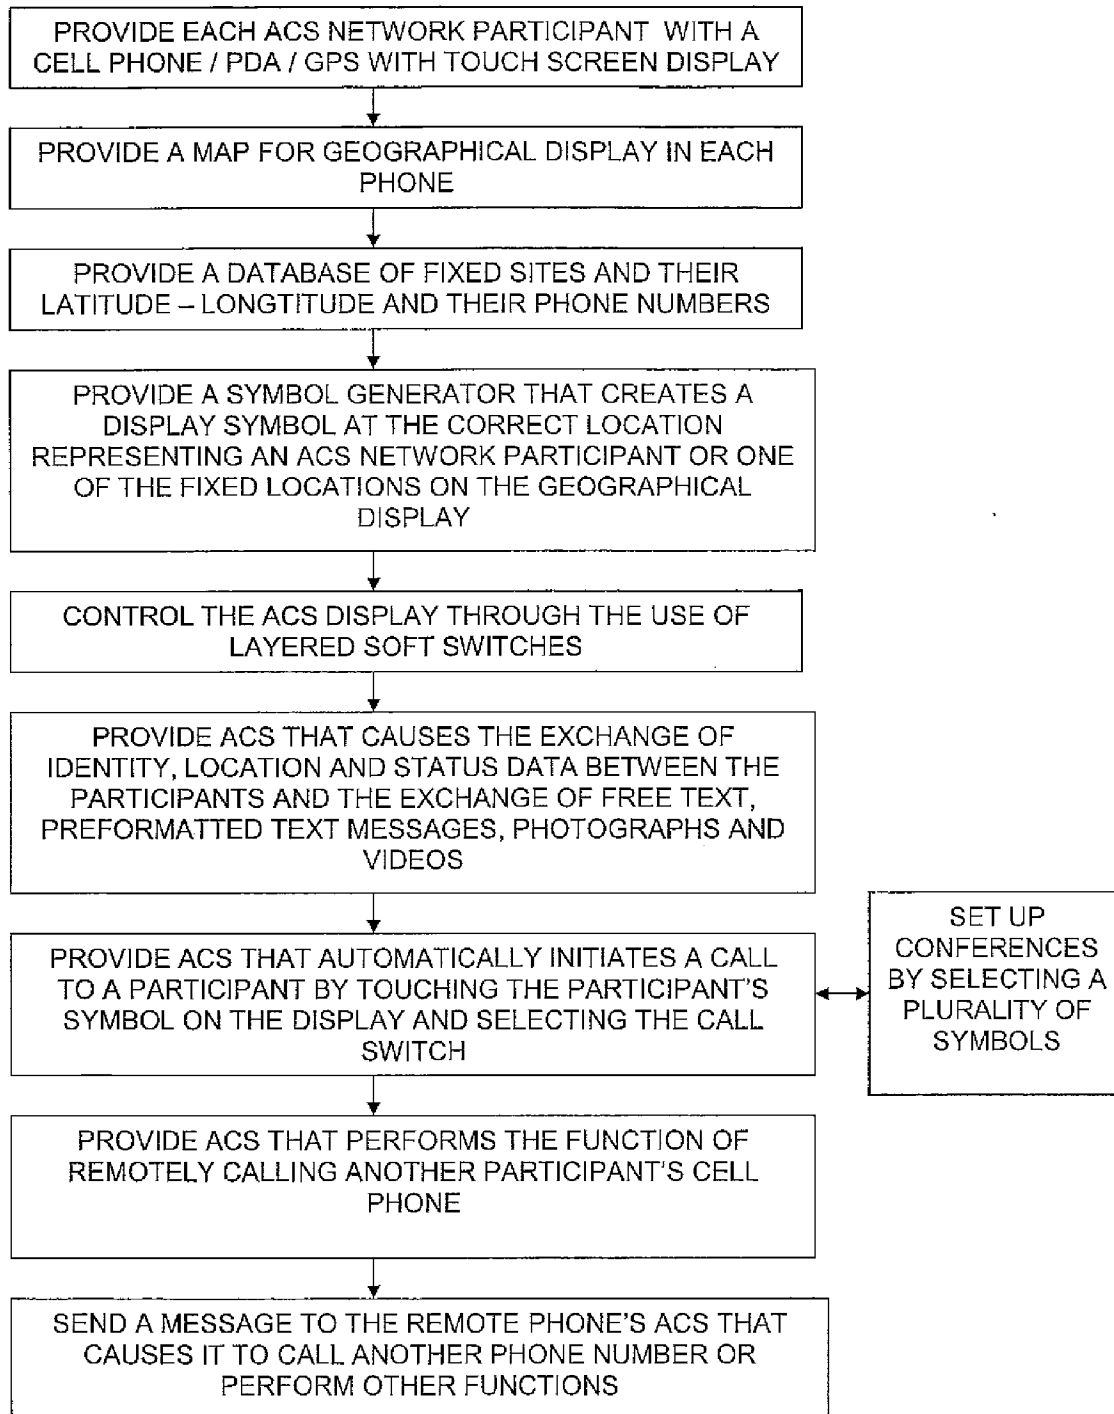 PROVIDE EACH ACS NETWORK PARTICIPANT WITH A
CELL PHONE / PDA / GPS WITH TOUCH SCREEN DISPLAY
PROVIDE A MAP FOR GEOGRAPHICAL DISPLAY IN EACH
PHONE
PROVIDE A DATABASE OF FIXED SITES AND THEIR
LATITUDE – LONGTITUDE AND THEIR PHONE NUMBERS
PROVIDE A SYMBOL GENERATOR THAT CREATES A
DISPLAY SYMBOL AT THE CORRECT LOCATION
REPRESENTING AN ACS NETWORK PARTICIPANT OR ONE
OF THE FIXED LOCATIONS ON THE GEOGRAPHICAL
DISPLAY
CONTROL THE ACS DISPLAY THROUGH THE USE OF
LAYERED SOFT SWITCHES
PROVIDE ACS THAT CAUSES THE EXCHANGE OF
IDENTITY, LOCATION AND STATUS DATA BETWEEN THE
PARTICIPANTS AND THE EXCHANGE OF FREE TEXT,
PREFORMATTED TEXT MESSAGES, PHOTOGRAPHS AND
VIDEOS
PROVIDE ACS THAT AUTOMATICALLY INITIATES A CALL
TO A PARTICIPANT BY TOUCHING THE PARTICIPANT'S
SYMBOL ON THE DISPLAY AND SELECTING THE CALL
SWITCH
SET UP
CONFERENCES
BY SELECTING A
PLURALITY OF
SYMBOLS
PROVIDE ACS THAT PERFORMS THE FUNCTION OF
REMOTELY CALLING ANOTHER PARTICIPANT'S CELL
PHONE
SEND A MESSAGE TO THE REMOTE PHONE'S ACS THAT
CAUSES IT TO CALL ANOTHER PHONE NUMBER OR
PERFORM OTHER FUNCTIONS